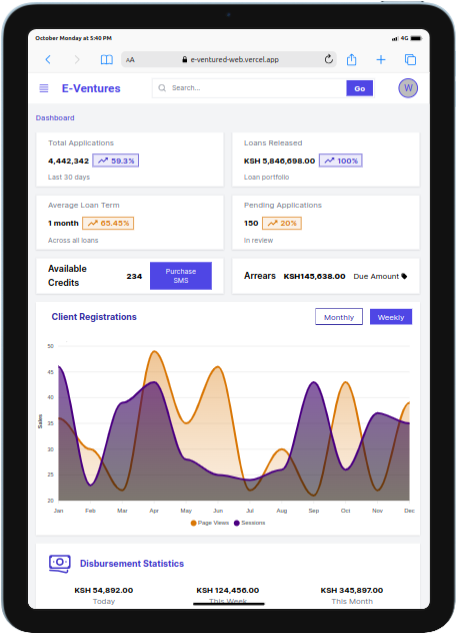 October Monday at 5:40 PM
4G
AA
e-ventured-web.vercel.app
E-Ventures
Search...
Go
W
Dashboard
Total Applications
4,442,342 59.3%
Last 30 days
Loans Released
KSH 5,846,698.00 100%
Loan portfolio
Average Loan Term
1 month 65.45%
Across all loans
Pending Applications
150 20%
In review
Available Credits
234
Purchase SMS
Arrears KSH145,638.00 Due Amount
Client Registrations
Monthly Weekly
50
45
40
35
30
25
20
Sales
Jan Feb Mar Apr May Jun Jul Aug Sep Oct Nov Dec
Page Views Sessions
Disbursement Statistics
KSH 54,892.00 KSH 124,456.00 KSH 345,897.00
Today This Week This Month